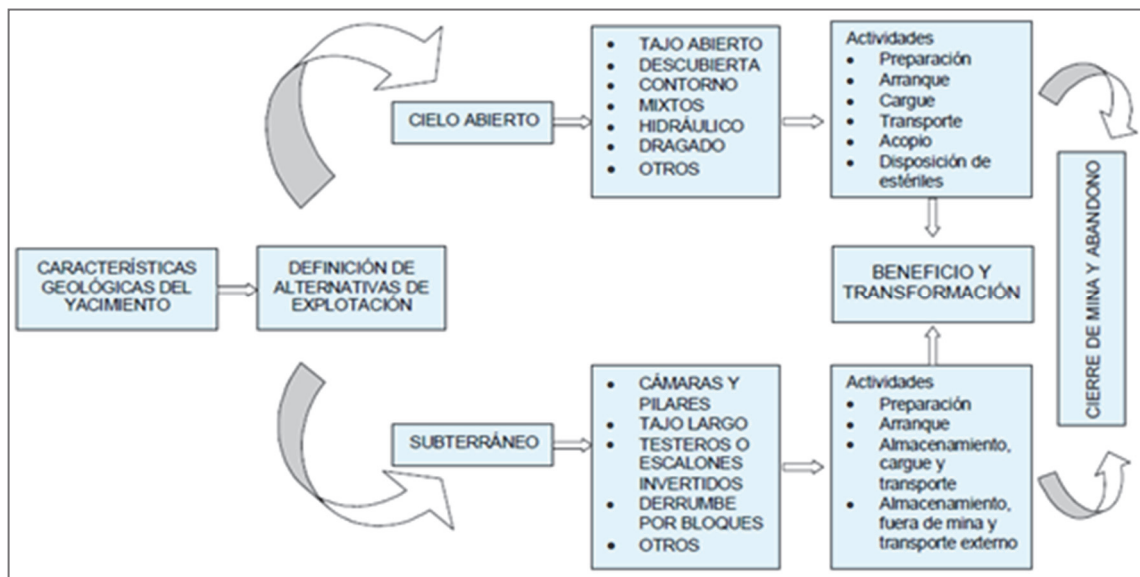 CARACTERÍSTICAS
GEOLÓGICAS DEL
YACIMIENTO
DEFINICIÓN DE
ALTERNATIVAS DE
EXPLOTACIÓN
CIELO ABIERTO
• TAJO ABIERTO
• DESCUBIERTA
• CONTORNO
• MIXTOS
• HIDRÁULICO
• DRAGADO
• OTROS
Actividades
• Preparación
• Arranque
• Cargue
• Transporte
• Acopio
• Disposición de
estériles
SUBTERRÁNEO
• CÁMARAS Y
PILARES
• TAJO LARGO
• TESTEROS O
ESCALONES
INVERTIDOS
• DERRUMBE
POR BLOQUES
• OTROS
Actividades
• Preparación
• Arranque
• Almacenamiento,
cargue y
transporte
• Almacenamiento,
fuera de mina y
transporte externo
BENEFICIO Y
TRANSFORMACIÓN
CIERRE DE MINA Y ABANDONO